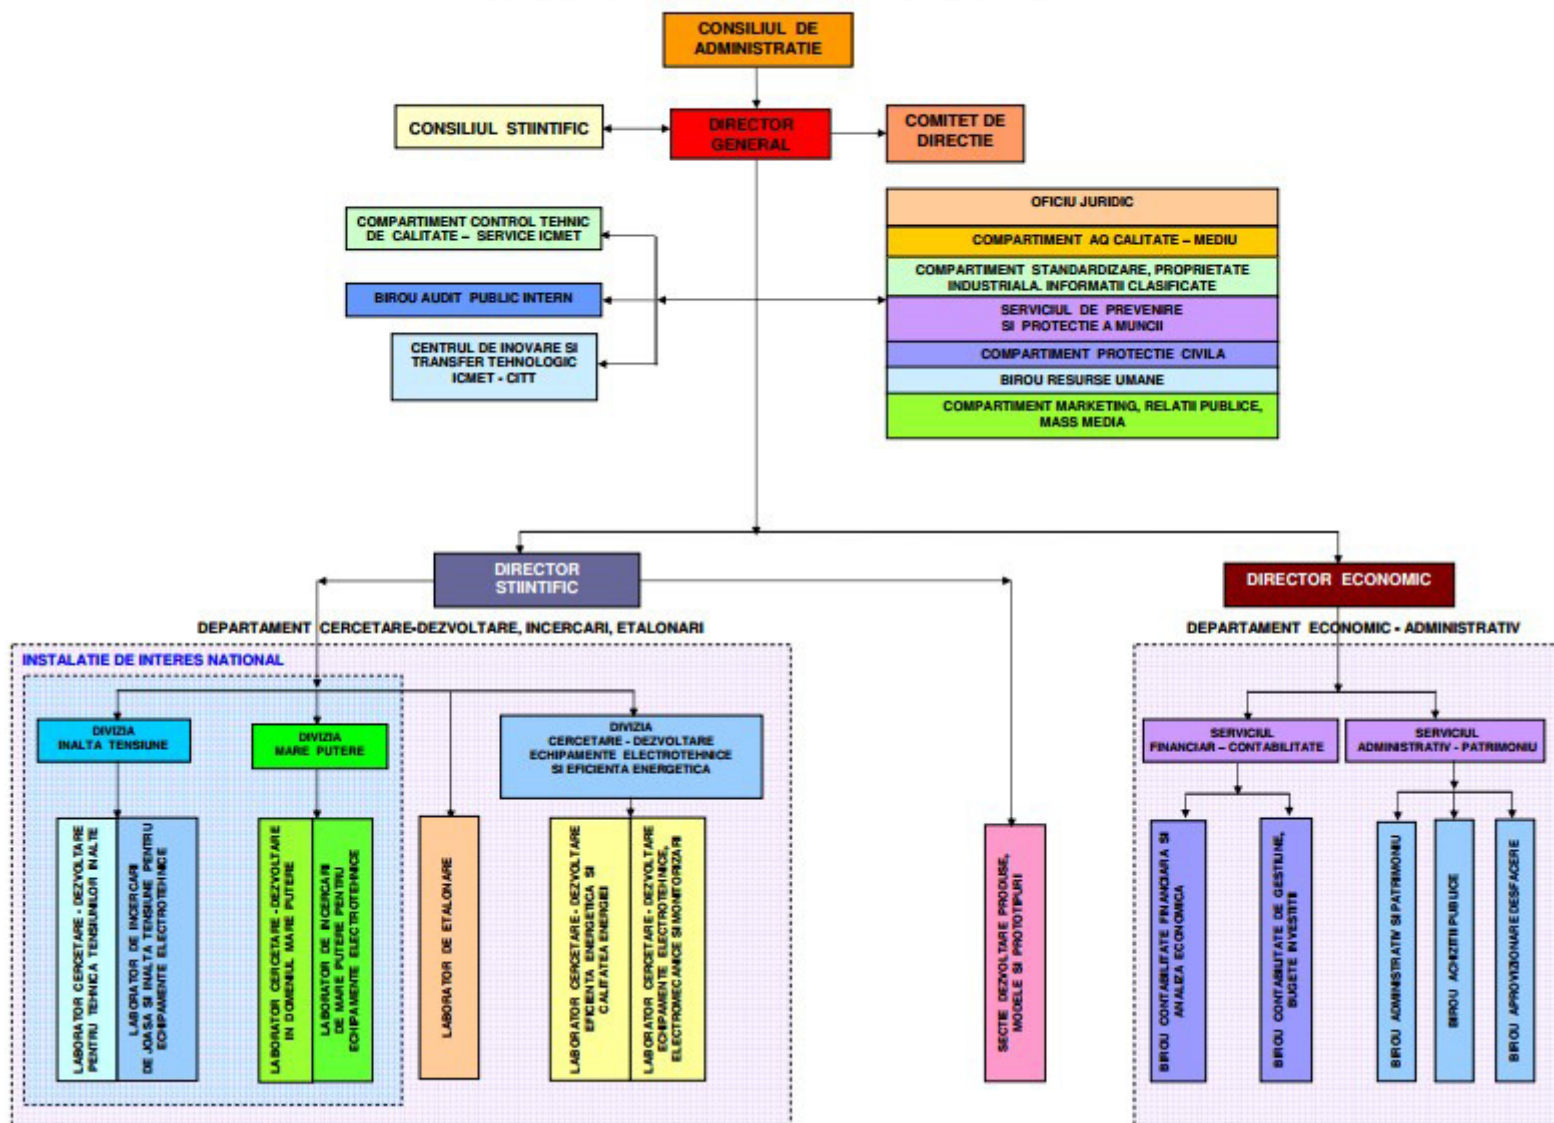 CONSILIUL DE
ADMINISTRATIE
CONSILIUL STIINTIFIC
DIRECTOR
GENERAL
COMITET DE
DIRECTIE
COMPARTIMENT CONTROL TEHNIC
DE CALITATE – SERVICE ICMET
BIROU AUDIT PUBLIC INTERN
CENTRUL DE INOVARE SI
TRANSFER TEHNOLOGIC
ICMET - CITT
OFICIU JURIDIC
COMPARTIMENT AQ CALITATE – MEDIU
COMPARTIMENT STANDARDIZARE, PROPRIETATE
INDUSTRIALA. INFORMATII CLASIFICATE
SERVICIUL DE PREVENIRE
SI PROTECTIE A MUNCII
COMPARTIMENT PROTECTIE CIVILA
BIROU RESURSE UMANE
COMPARTIMENT MARKETING, RELATII PUBLICE,
MASS MEDIA
DIRECTOR
STIINTIFIC
DIRECTOR ECONOMIC
DEPARTAMENT CERCETARE-DEZVOLTARE, INCERCARI, ETALONARI
DEPARTAMENT ECONOMIC - ADMINISTRATIV
INSTALATIE DE INTERES NATIONAL
DIVIZIA
INALTA TENSIUNE
DIVIZIA
MARE PUTERE
DIVIZIA
CERCETARE - DEZVOLTARE
ECHIPAMENTE ELECTROTEHNICE
SI EFICIENTA ENERGETICA
SERVICIUL
FINANCIAR – CONTABILITATE
SERVICIUL
ADMINISTRATIV - PATRIMONIU
LABORATOR CERCETARE - DEZVOLTARE
PENTRU TEHNICA TENSIUNILOR INALTE
LABORATOR DE INCERCARI
DE JOASA SI INALTA TENSIUNE PENTRU
ECHIPAMENTE ELECTROTEHNICE
LABORATOR CERCETARE - DEZVOLTARE
IN DOMENIUL MARE PUTERE
LABORATOR DE INCERCARI
DE MARE PUTERE PENTRU
ECHIPAMENTE ELECTROTEHNICE
LABORATOR DE ETALONARE
LABORATOR CERCETARE - DEZVOLTARE
EFICIENTA ENERGETICA SI
CALITATEA ENERGIEI
LABORATOR CERCETARE - DEZVOLTARE
ECHIPAMENTE ELECTROTEHNICE,
ELECTROMECANICE SI MONITORIZARI
SECTIE DEZVOLTARE PRODUSE,
MODELE SI PROTOTIPURI
BIROU CONTABILITATE FINANCIARA SI
ANALIZA ECONOMICA
BIROU CONTABILITATE DE GESTIUNE,
BUGETE INVESTITII
BIROU ADMINISTRATIV SI PATRIMONIU
BIROU ACHIZITII PUBLICE
BIROU APROVIZIONARE DESFACERE